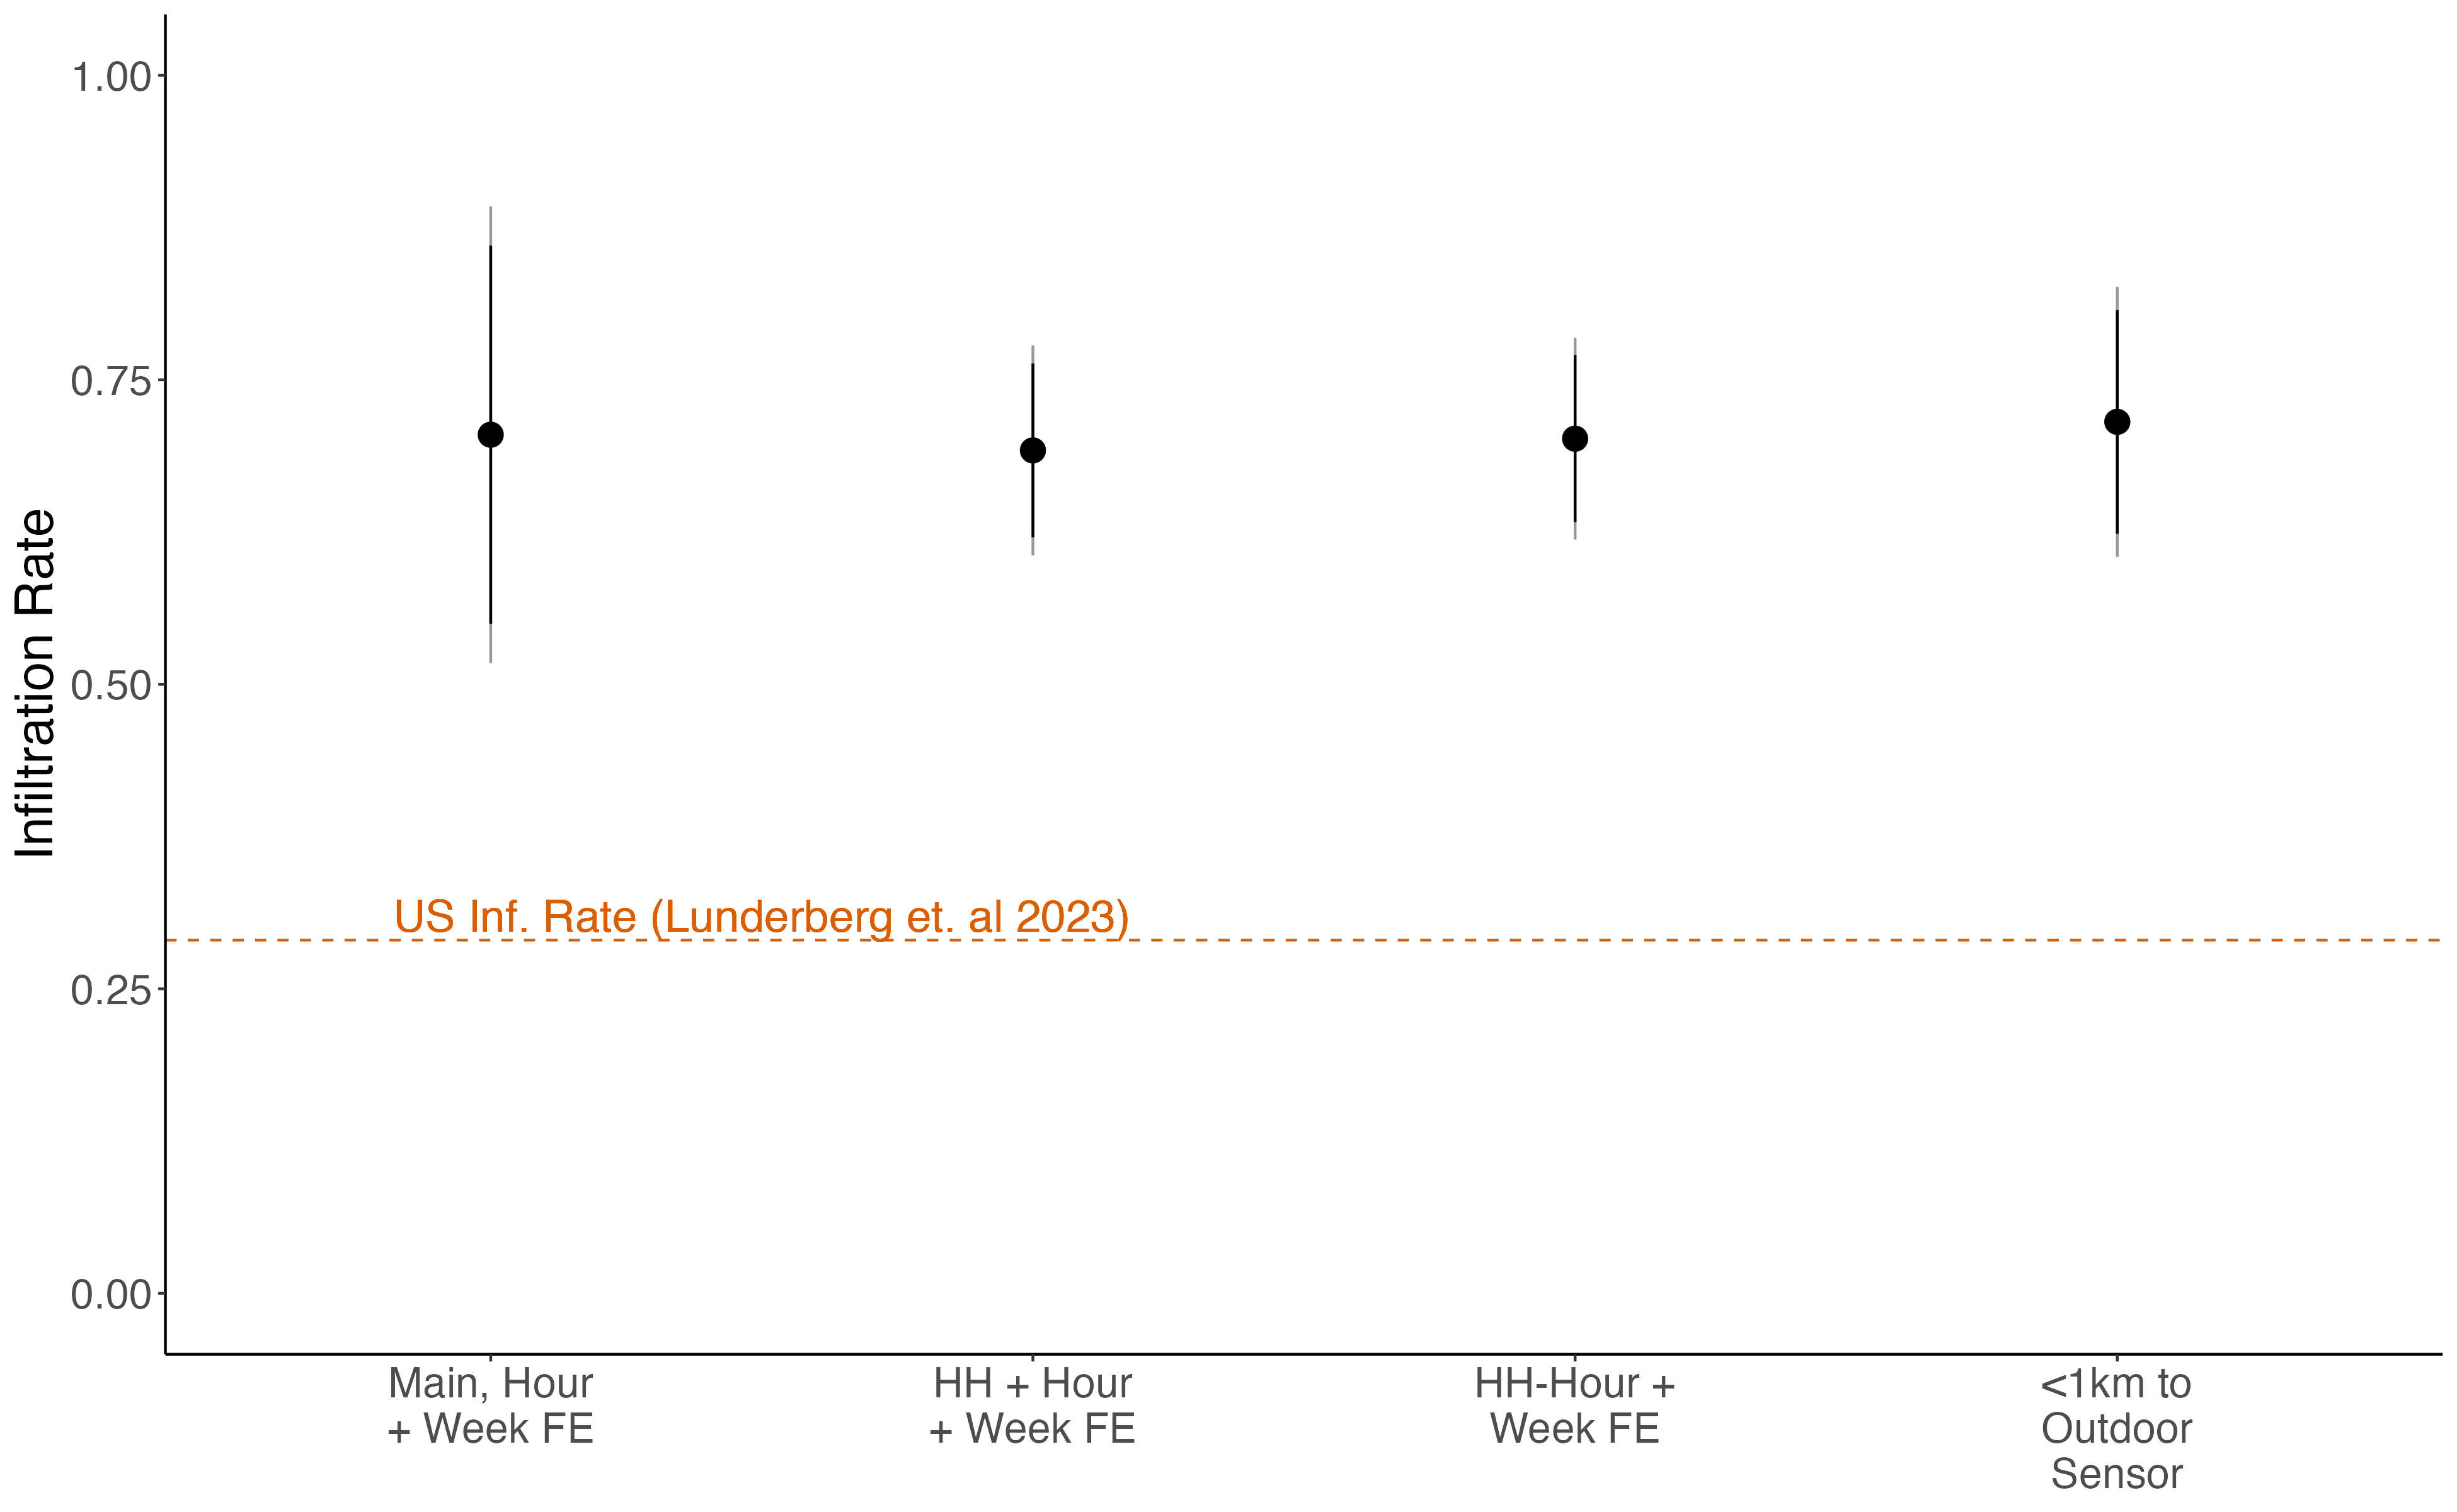 Infiltration Rate
1.00
0.75
0.50
0.25
0.00
US Inf. Rate (Lunderberg et. al 2023)
Main, Hour
+ Week FE
HH + Hour
+ Week FE
HH-Hour +
Week FE
<1km to
Outdoor
Sensor